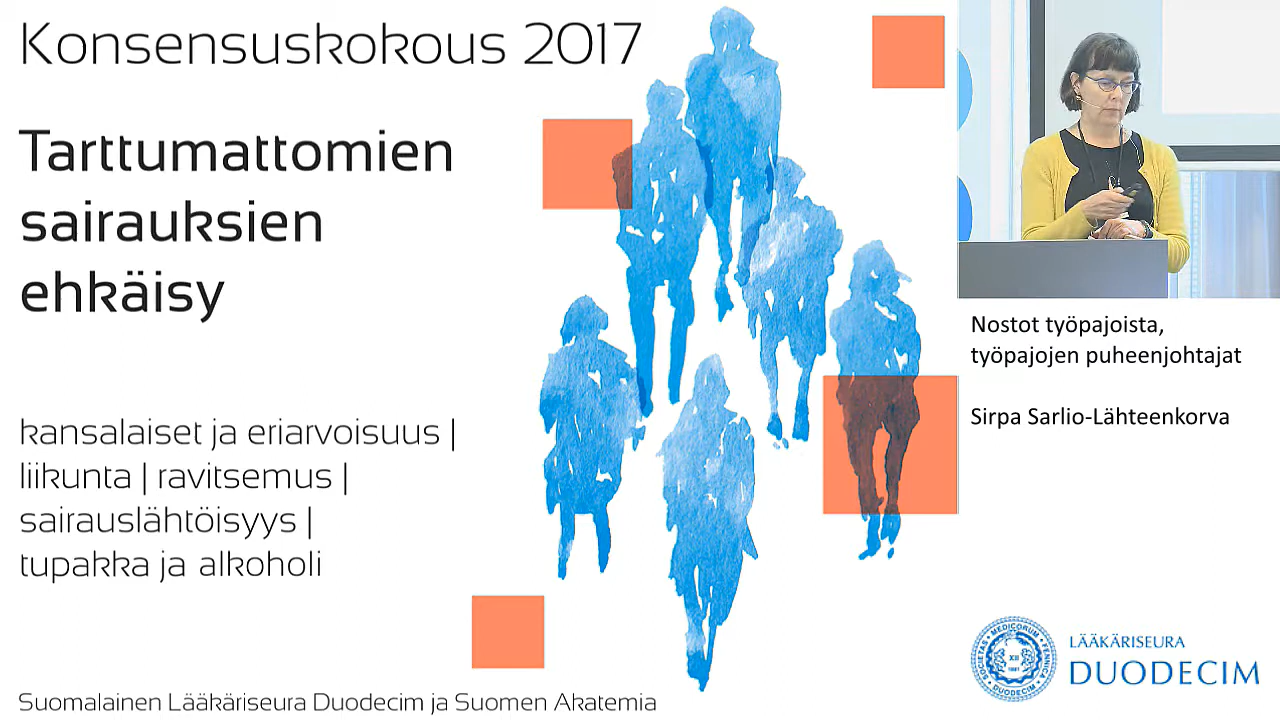 Konsensuskokous 2017
Tarttumattomien
sairauksien
ehkäisy
kansalaiset ja eriarvoisuus |
liikunta | ravitsemus |
sairauslähtöisyys |
tupakka ja alkoholi
Suomalainen Lääkäriseura Duodecim ja Suomen Akatemia
Nostot työpajoista,
työpajojen puheenjohtajat
Sirpa Sarlio-Lähteenkorva
LÄÄKÄRISEURA
DUODECIM